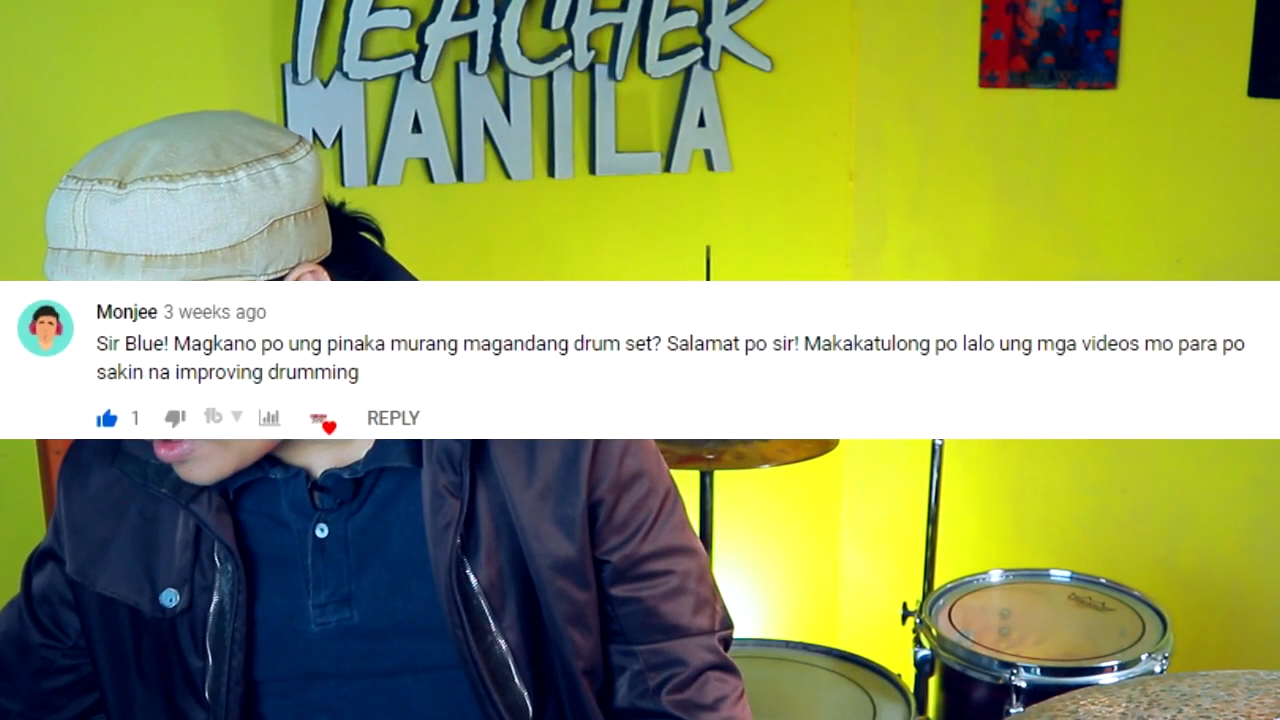 TEACHER
MANILA
Monjee 3 weeks ago
Sir Blue! Magkano po ung pinaka murang magandang drum set? Salamat po sir! Makakatulong po lalo ung mga videos mo para po
sakin na improving drumming
1
REPLY